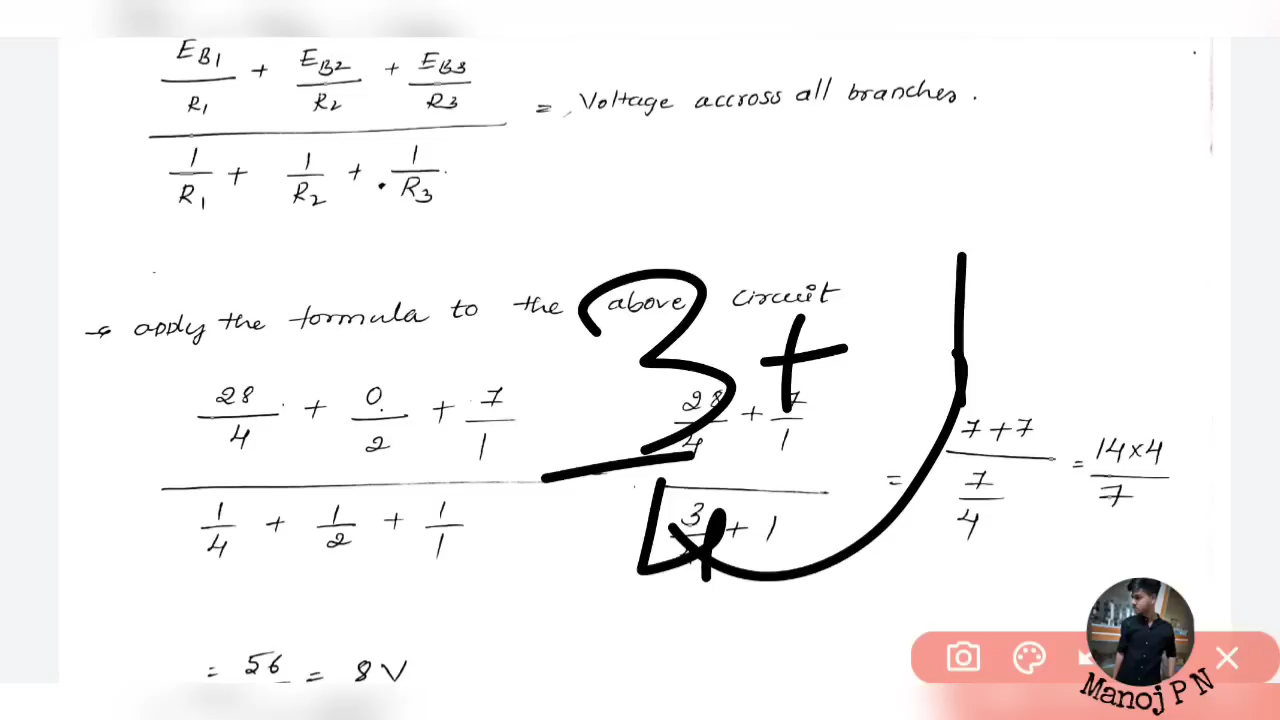 EB1/R1 + EB2/R2 + EB3/R3
= Voltage accross all branches.
1/R1 + 1/R2 + 1/R3
→ apply the formula to the above circuit
28/4 + 0/2 + 7/1
28/4 + 7/1
1/4 + 1/2 + 1/1
3/4 + 1
= 7+7 / 7/4 = 14×4/7
3 + 1
4
= 56 = 8V
Manoj P N